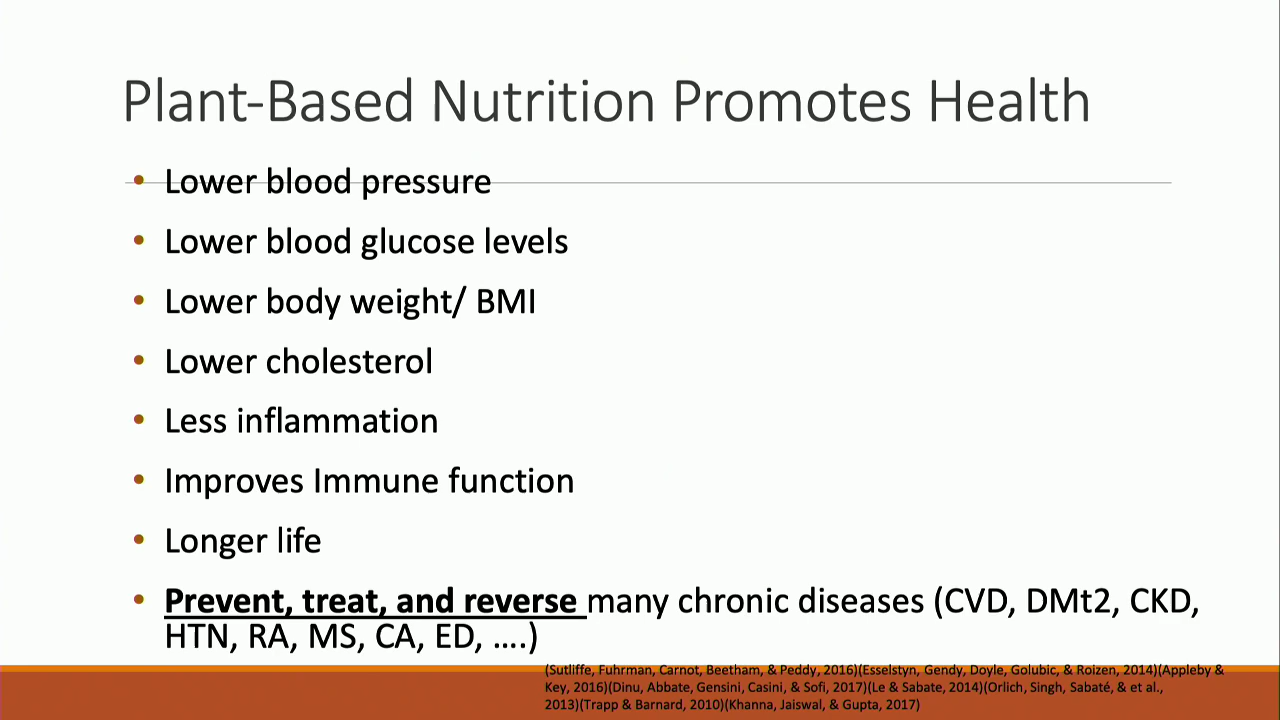 Plant-Based Nutrition Promotes Health
• Lower blood pressure
• Lower blood glucose levels
• Lower body weight/ BMI
• Lower cholesterol
• Less inflammation
• Improves Immune function
• Longer life
• Prevent, treat, and reverse many chronic diseases (CVD, DMt2, CKD,
HTN, RA, MS, CA, ED, ....)
(Sutliffe, Fuhrman, Carnot, Beetham, & Peddy, 2016)(Esselstyn, Gendy, Doyle, Golubic, & Roizen, 2014)(Appleby &
Key, 2016)(Dinu, Abbate, Gensini, Casini, & Sofi, 2017)(Le & Sabate, 2014)(Orlich, Singh, Sabaté, & et al.,
2013)(Trapp & Barnard, 2010)(Khanna, Jaiswal, & Gupta, 2017)